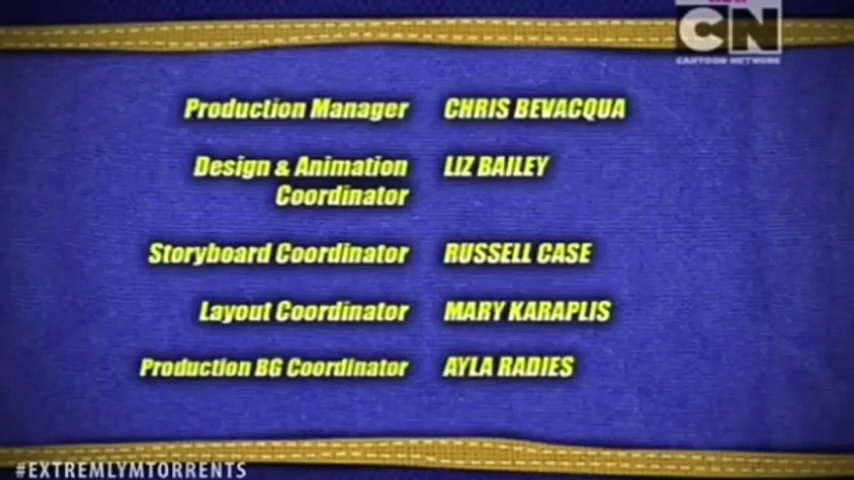 CN
CARTOON NETWORK
Production Manager CHRIS BEVACQUA
Design & Animation LIZ BAILEY
Coordinator
Storyboard Coordinator RUSSELL CASE
Layout Coordinator MARY KARAPLIS
Production BG Coordinator AYLA RADIES
#EXTREMLYMTORRENTS